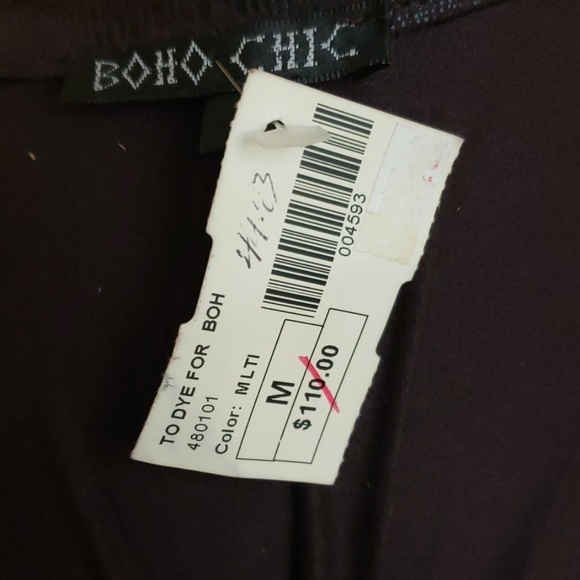 BOHO CHIC
004593
TO DYE FOR BOH
480101
Color: MLTI
M
$110.00